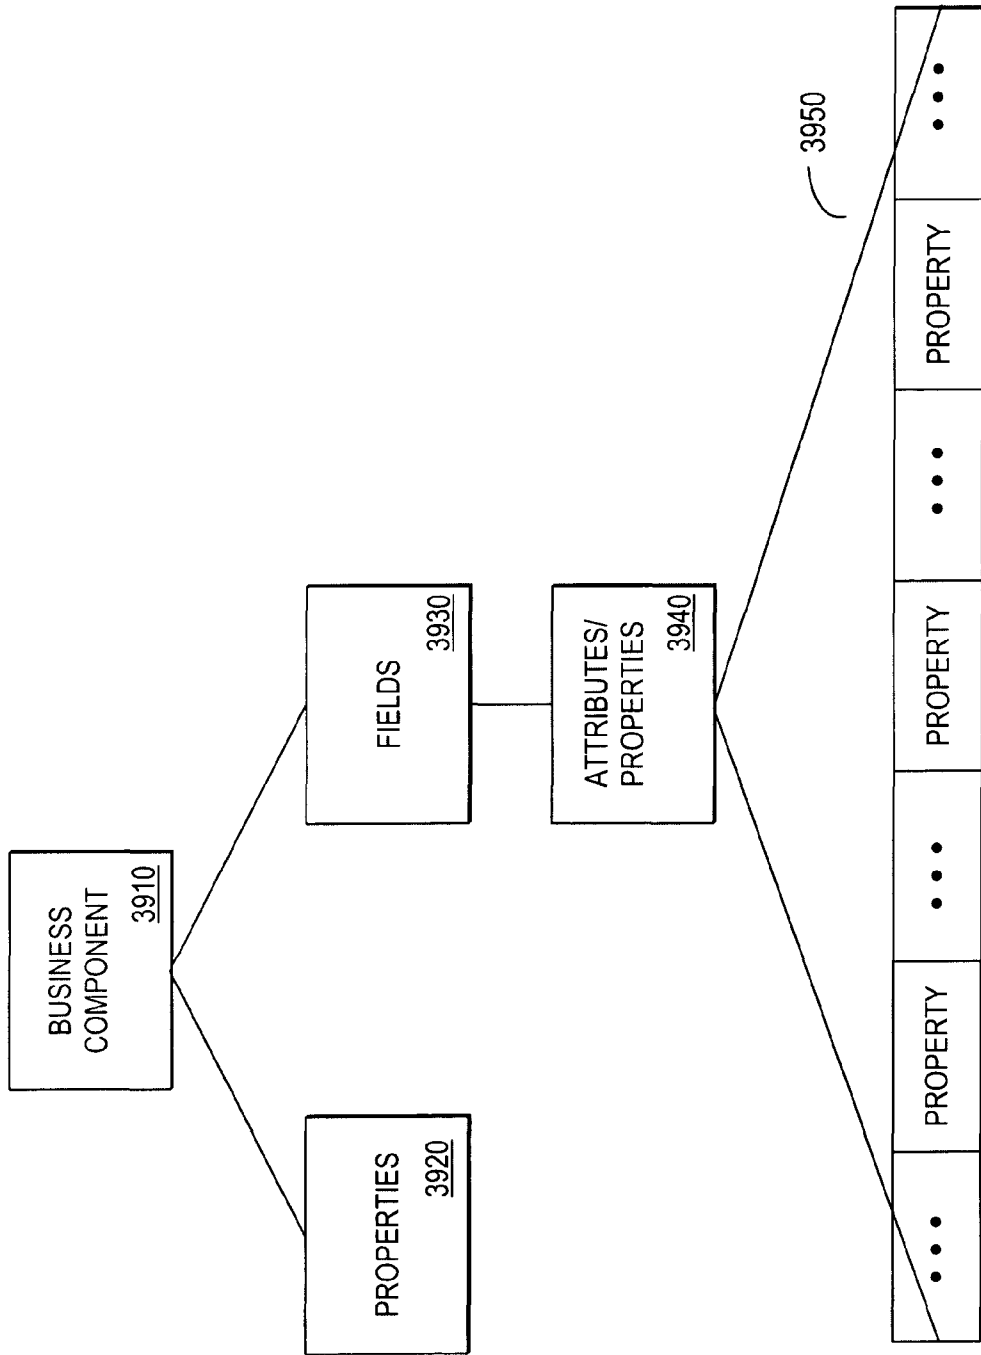 BUSINESS
COMPONENT
3910
PROPERTIES
3920
FIELDS
3930
ATTRIBUTES/
PROPERTIES
3940
3950
••• PROPERTY ••• PROPERTY ••• PROPERTY •••